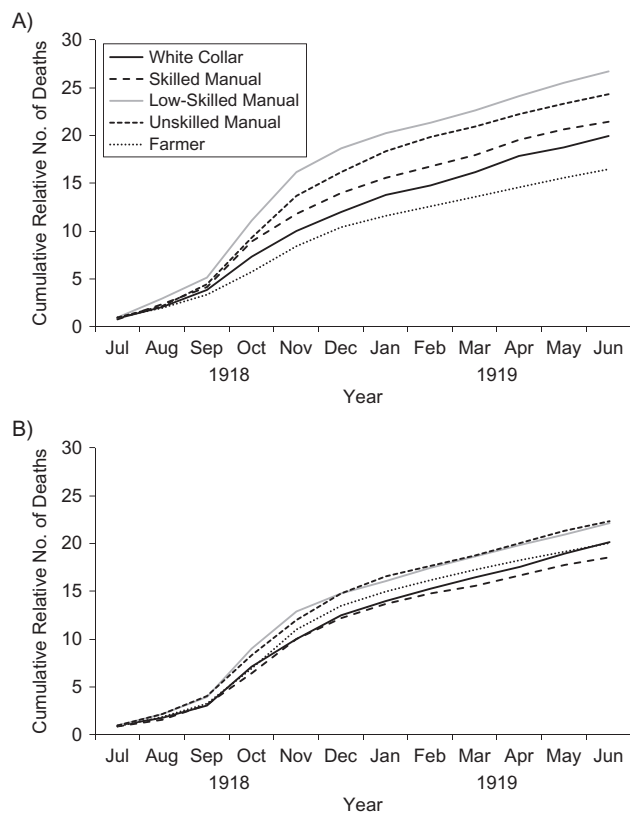 A)
Cumulative Relative No. of Deaths
30
25
20
15
10
5
0
White Collar
Skilled Manual
Low-Skilled Manual
Unskilled Manual
Farmer
Jul Aug Sep Oct Nov Dec Jan Feb Mar Apr May Jun
1918 1919
Year
B)
Cumulative Relative No. of Deaths
30
25
20
15
10
5
0
Jul Aug Sep Oct Nov Dec Jan Feb Mar Apr May Jun
1918 1919
Year